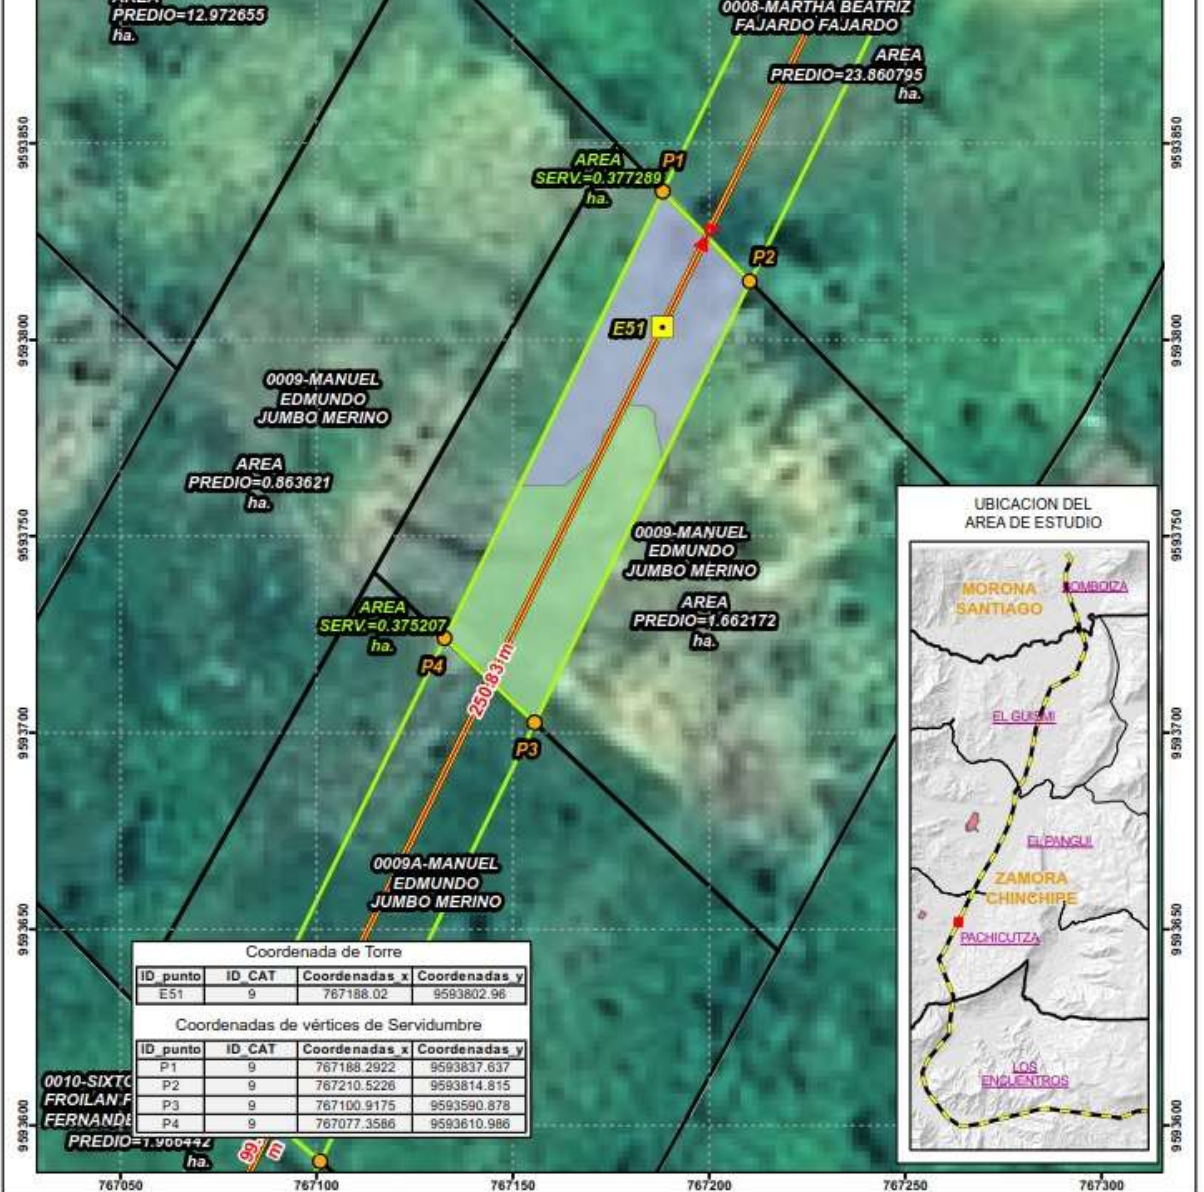 PREDIO=12.972655
ha.
0008-MARTHA BEATRIZ
FAJARDO FAJARDO
AREA
PREDIO=23.860795
ha.
9593850
9593850
AREA
SERV.=0.377289
ha.
P1
P2
E51
9593800
9593800
0009-MANUEL
EDMUNDO
JUMBO MERINO
AREA
PREDIO=0.863621
ha.
9593750
9593750
0009-MANUEL
EDMUNDO
JUMBO MERINO
AREA
PREDIO=1.662172
ha.
AREA
SERV.=0.375207
ha.
P4
250.83 m
P3
9593700
9593700
0009A-MANUEL
EDMUNDO
JUMBO MERINO
9593650
9593650
UBICACION DEL
AREA DE ESTUDIO
MORONA
SANTIAGO
BOMBOIZA
EL GUISMI
EL PANGUI
ZAMORA
CHINCHIPE
PACHICUTZA
LOS
ENCUENTROS
Coordenada de Torre
ID_punto ID_CAT Coordenadas_x Coordenadas_y
E51 9 767188.02 9593802.96
Coordenadas de vértices de Servidumbre
ID_punto ID_CAT Coordenadas_x Coordenadas_y
P1 9 767188.2922 9593837.637
P2 9 767210.5226 9593814.815
P3 9 767100.9175 9593590.878
P4 9 767077.3586 9593610.986
0010-SIXTO
FROILAN
PREDIO=1.966442
ha.
m
9593600
9593600
767050
767100
767150
767200
767250
767300